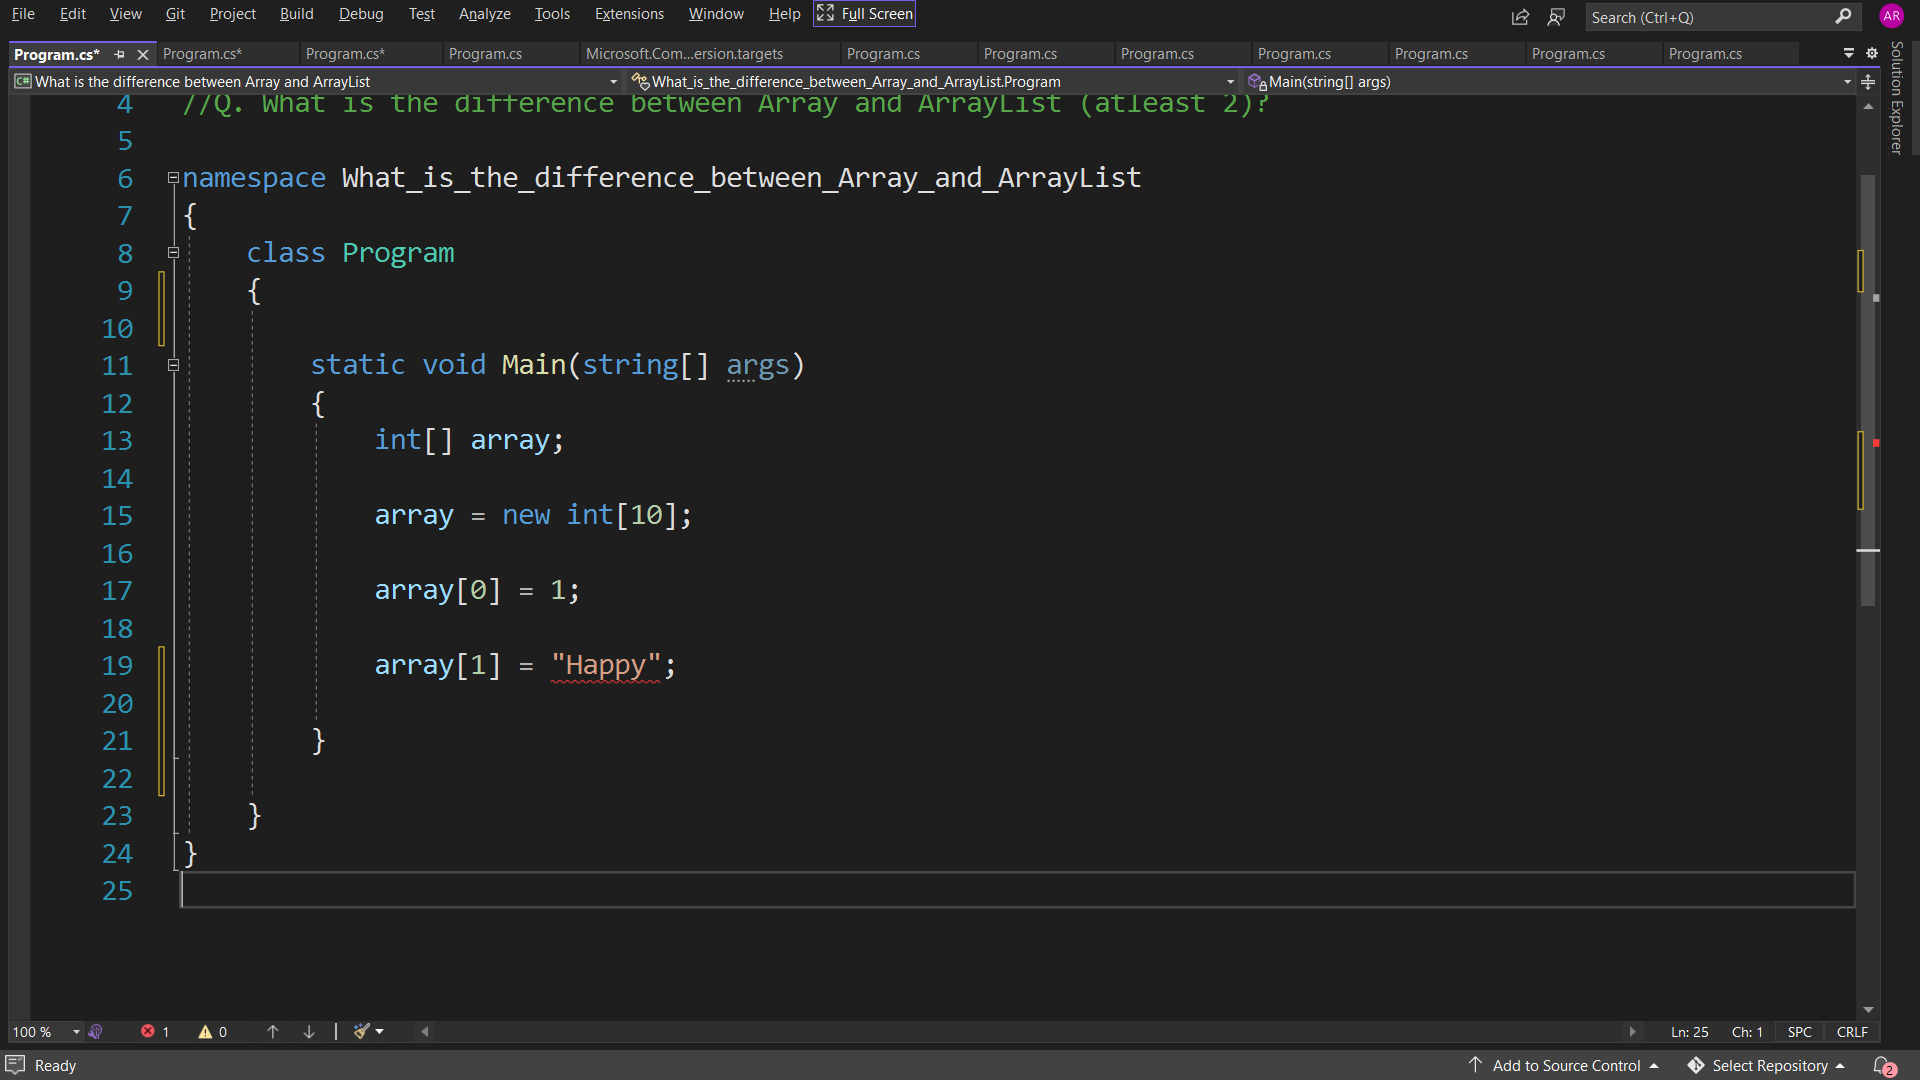 File Edit View Git Project Build Debug Test Analyze Tools Extensions Window Help Full Screen Search (Ctrl+Q) AR
Program.cs* Program.cs* Program.cs* Program.cs Microsoft.Com...ersion.targets Program.cs Program.cs Program.cs Program.cs Program.cs Program.cs Program.cs
C# What is the difference between Array and ArrayList What_is_the_difference_between_Array_and_ArrayList.Program Main(string[] args)
Solution Explorer
4 //Q. What is the difference between Array and ArrayList (atleast 2)?
5
6 namespace What_is_the_difference_between_Array_and_ArrayList
7 {
8 class Program
9 {
10
11 static void Main(string[] args)
12 {
13 int[] array;
14
15 array = new int[10];
16
17 array[0] = 1;
18
19 array[1] = "Happy";
20
21 }
22
23 }
24 }
25
100 % 1 0 Ln: 25 Ch: 1 SPC CRLF
Ready Add to Source Control Select Repository 2